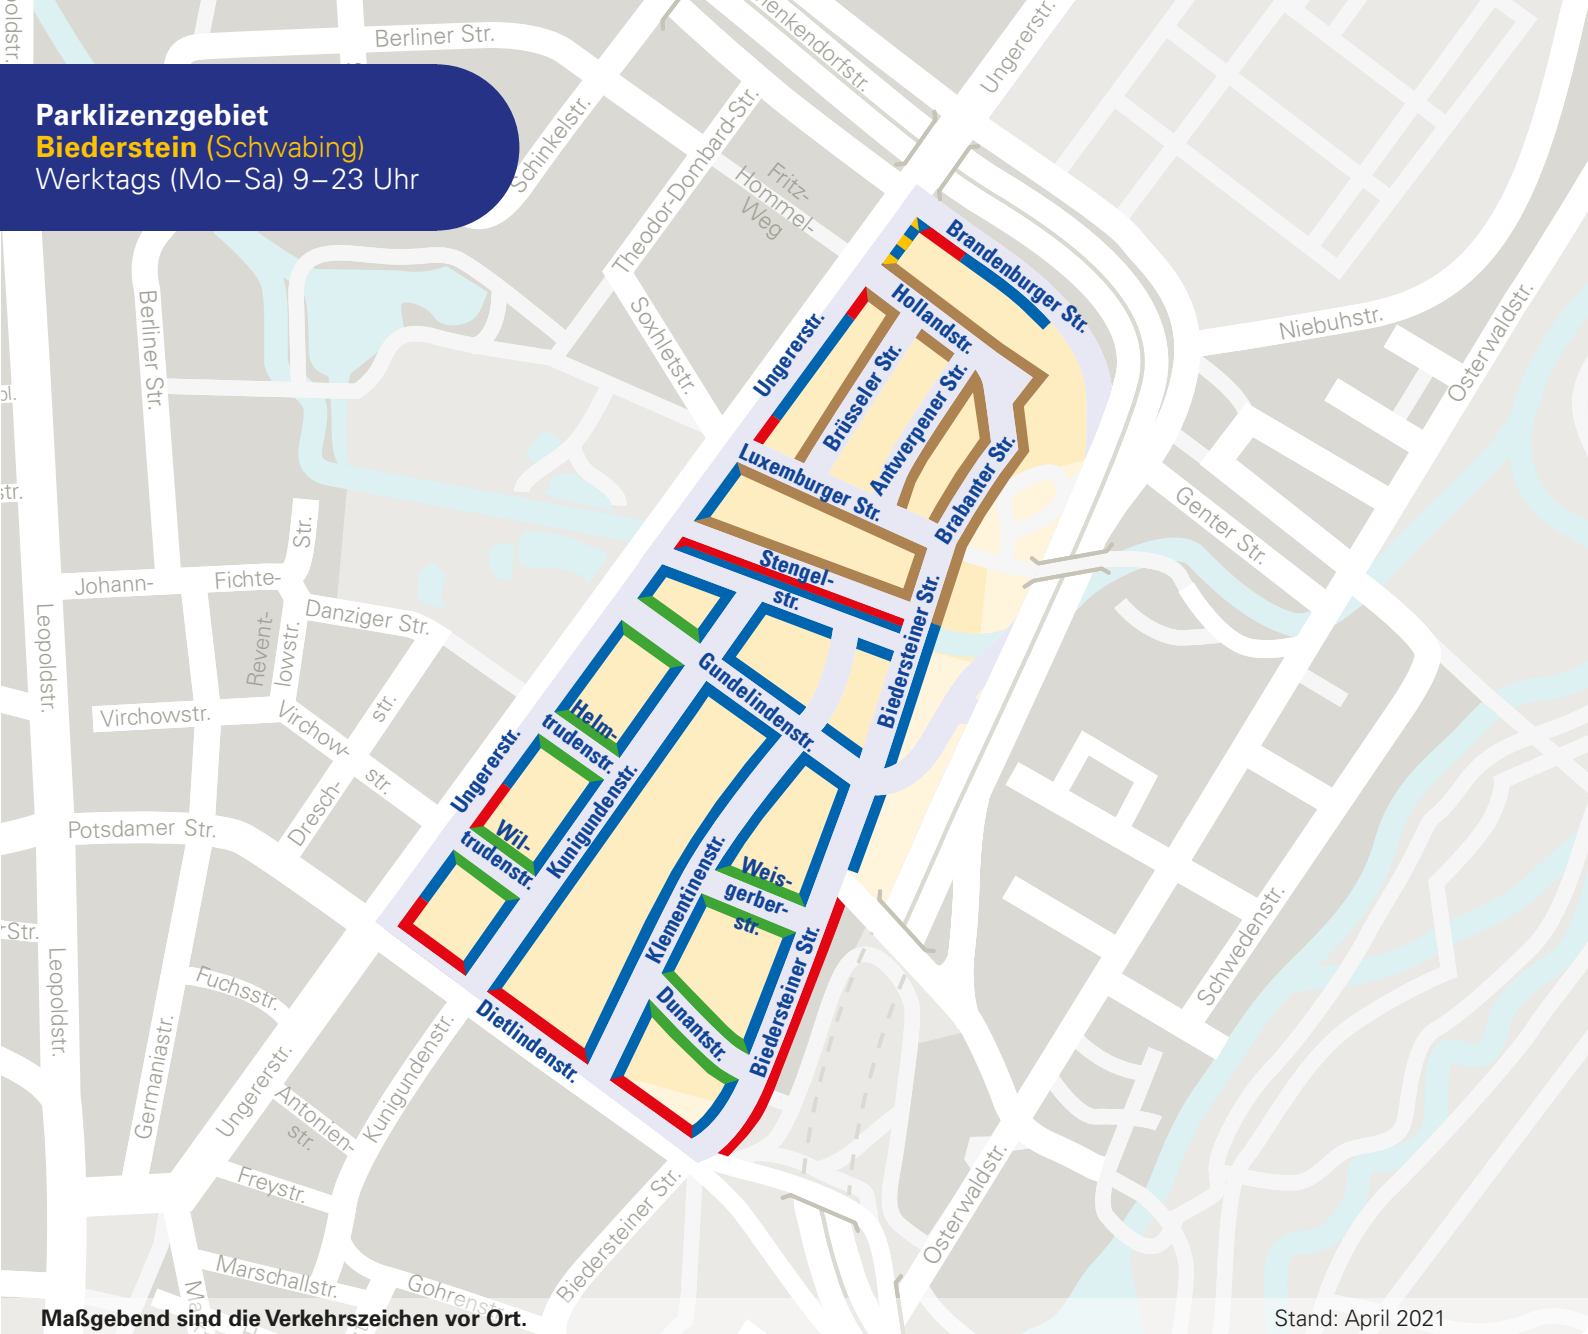 Parklizenzgebiet
Biederstein (Schwabing)
Werktags (Mo–Sa) 9–23 Uhr
Berliner Str.
Schinkelstr.
Theodor-Dombard-Str.
Fritz-
Hommel-
Weg
Ungererstr.
Soxhletstr.
Berliner Str.
Niebuhstr.
Osterwaldstr.
Genter Str.
Brandenburger Str.
Hollandstr.
Ungererstr.
Brüsseler Str.
Antwerpener Str.
Brabanter Str.
Luxemburger Str.
Stengel-
str.
Biedersteiner Str.
Gundelindenstr.
Helm-
trudenstr.
Ungererstr.
Kunigundenstr.
Wil-
trudenstr.
Klementinenstr.
Weis-
gerber-
str.
Dunantstr.
Biedersteiner Str.
Dietlindenstr.
Johann-
Fichte-
Str.
Danziger Str.
Revent-
lowstr.
Leopoldstr.
Virchowstr.
Virchow-
str.
Dresch-
str.
Potsdamer Str.
Leopoldstr.
Fuchsstr.
Germaniastr.
Ungererstr.
Antonien-
str.
Kunigundenstr.
Freystr.
Marschallstr.
Biedersteiner Str.
Osterwaldstr.
Schwedenstr.
Maßgebend sind die Verkehrszeichen vor Ort.
Stand: April 2021